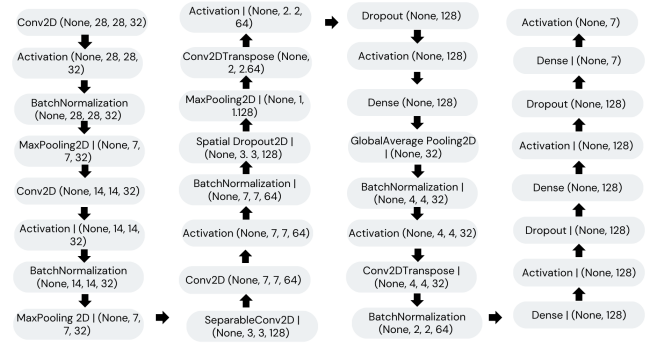 Conv2D (None, 28, 28, 32)
Activation (None, 28, 28,
32)
BatchNormalization
(None, 28, 28, 32)
MaxPooling2D | (None, 7,
7, 32)
Conv2D (None, 14, 14, 32)
Activation | (None, 14, 14,
32)
BatchNormalization
(None, 14, 14, 32)
MaxPooling 2D | (None, 7,
7, 32)
Activation | (None, 2. 2,
64)
Conv2DTranspose (None,
2, 2.64)
MaxPooling2D | (None, 1,
1.128)
Spatial Dropout2D |
(None, 3. 3, 128)
BatchNormalization |
(None, 7, 7, 64)
Activation (None, 7, 7, 64)
Conv2D (None, 7, 7, 64)
SeparableConv2D |
(None, 3, 3, 128)
Dropout (None, 128)
Activation (None, 128)
Dense (None, 128)
GlobalAverage Pooling2D
| (None, 32)
BatchNormalization |
(None, 4, 4, 32)
Activation (None, 4, 4, 32)
Conv2DTranspose |
(None, 4, 4, 32)
BatchNormalization
(None, 2, 2, 64)
Activation (None, 7)
Dense | (None, 7)
Dropout (None, 128)
Activation | (None, 128)
Dense (None, 128)
Dropout | (None, 128)
Activation | (None, 128)
Dense | (None, 128)